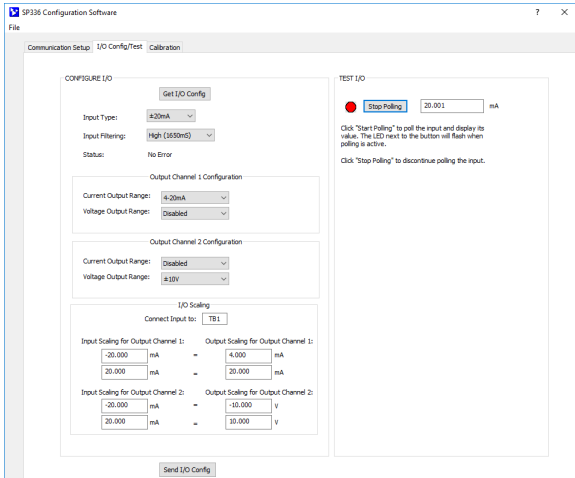 SP336 Configuration Software ? ×
File
Communication Setup I/O Config/Test Calibration
CONFIGURE I/O
Get I/O Config
Input Type: ±20mA
Input Filtering: High (1650mS)
Status: No Error
Output Channel 1 Configuration
Current Output Range: 4-20mA
Voltage Output Range: Disabled
Output Channel 2 Configuration
Current Output Range: Disabled
Voltage Output Range: ±10V
I/O Scaling
Connect Input to: TB1
Input Scaling for Output Channel 1: Output Scaling for Output Channel 1:
-20.000 mA = 4.000 mA
20.000 mA = 20.000 mA
Input Scaling for Output Channel 2: Output Scaling for Output Channel 2:
-20.000 mA = -10.000 V
20.000 mA = 10.000 V
Send I/O Config
TEST I/O
Stop Polling 20.001 mA
Click "Start Polling" to poll the input and display its
value. The LED next to the button will flash when
polling is active.
Click "Stop Polling" to discontinue polling the input.